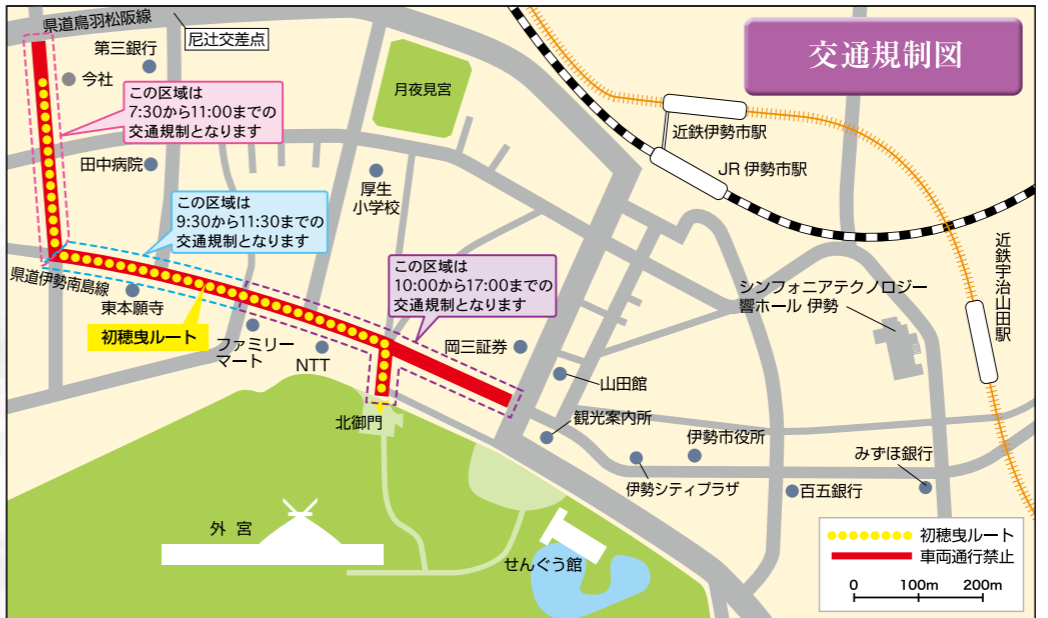 交通規制図
県道鳥羽松阪線
尼辻交差点
第三銀行
今社
この区域は
7:30から11:00までの
交通規制となります
月夜見宮
近鉄伊勢市駅
JR 伊勢市駅
田中病院
厚生
小学校
この区域は
9:30から11:30までの
交通規制となります
県道伊勢南島線
東本願寺
初穂曳ルート
ファミリー
マート
NTT
この区域は
10:00から17:00までの
交通規制となります
岡三証券
近鉄宇治山田駅
シンフォニアテクノロジー
響ホール 伊勢
山田館
観光案内所
北御門
伊勢市役所
みずほ銀行
伊勢シティプラザ
百五銀行
外 宮
せんぐう館
初穂曳ルート
車両通行禁止
0 100m 200m